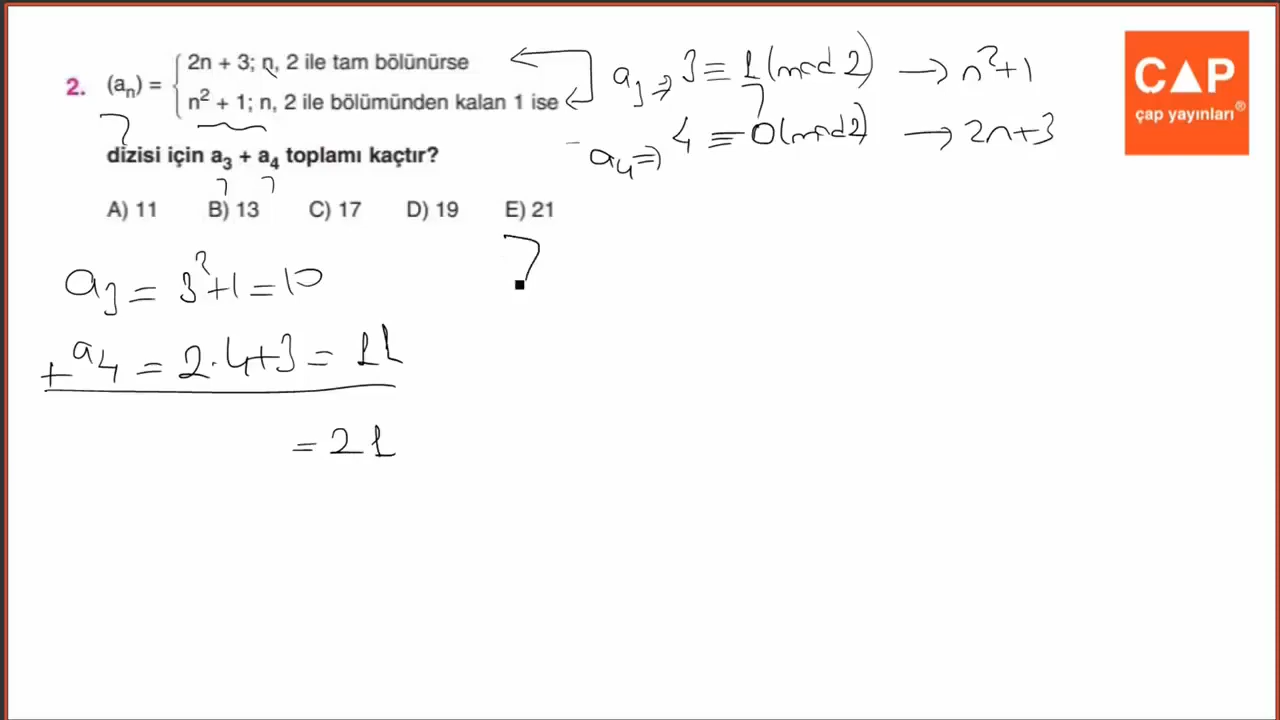 2. (aₙ) = { 2n + 3; n, 2 ile tam bölünürse
n² + 1; n, 2 ile bölümünden kalan 1 ise
dizisi için a₃ + a₄ toplamı kaçtır?
A) 11 B) 13 C) 17 D) 19 E) 21
a₃ ⇒ 3 ≡ 1 (mod 2) → n²+1
a₄ ⇒ 4 ≡ 0 (mod 2) → 2n+3
ÇAP
çap yayınları®
a₃ = 3²+1 = 10
+ a₄ = 2·4+3 = 11
= 21